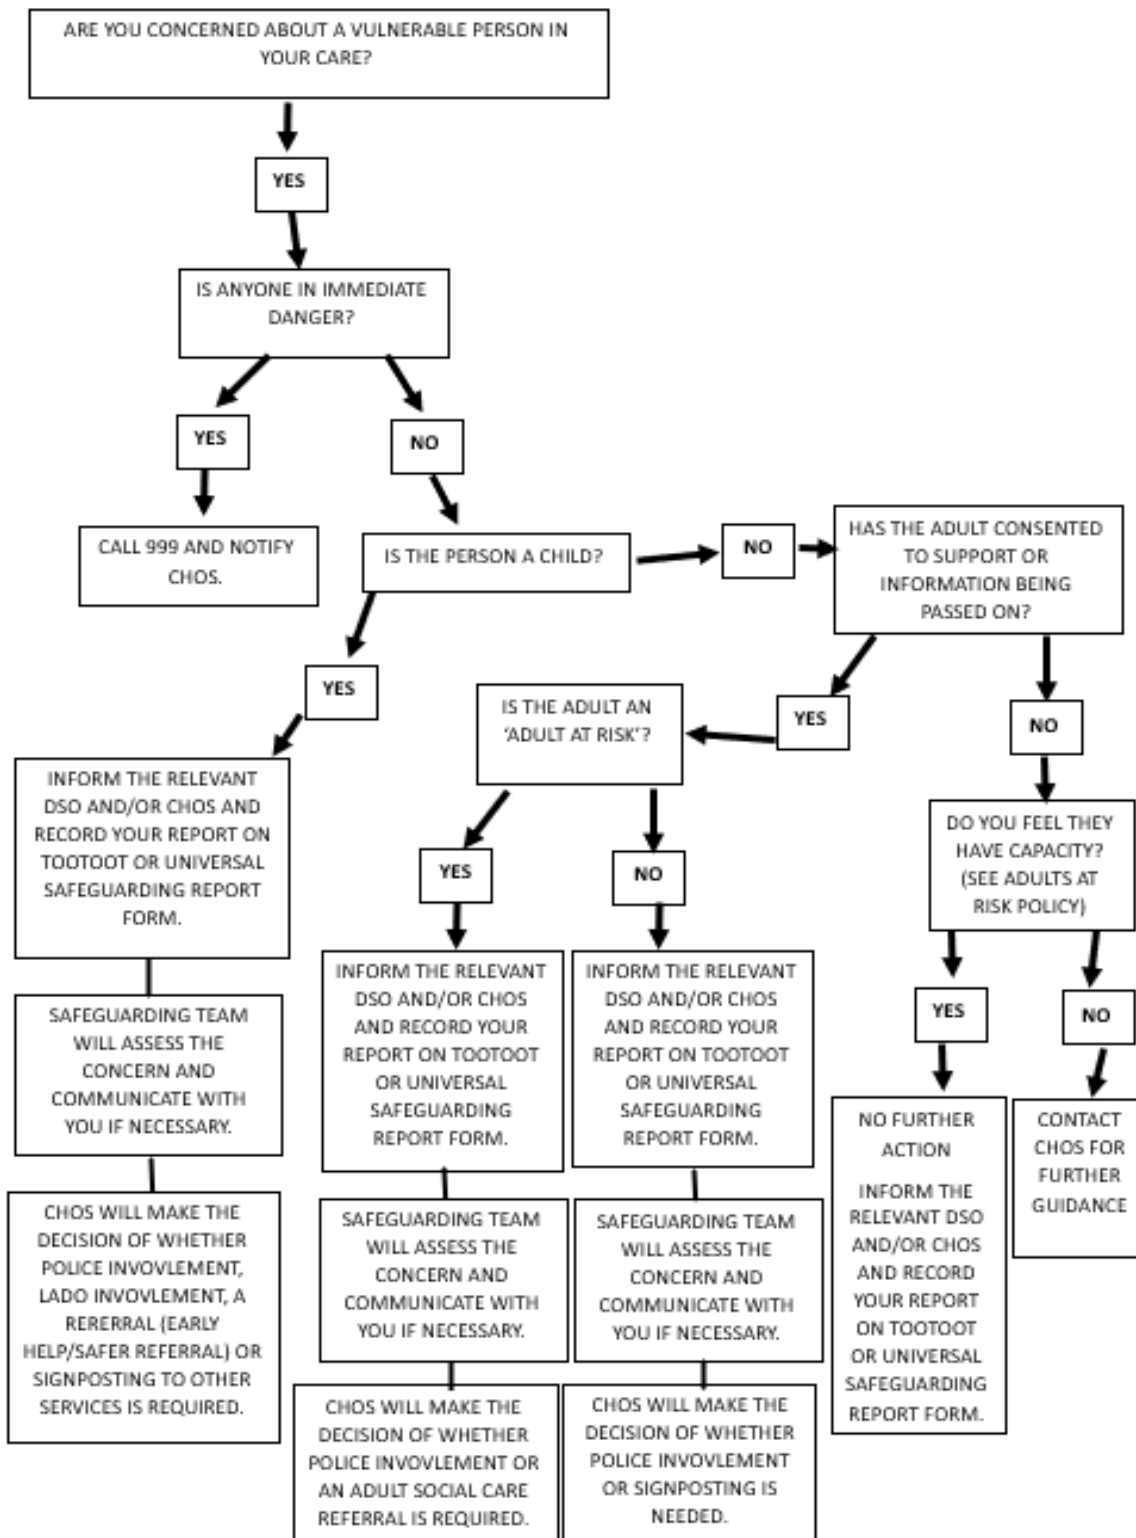 ARE YOU CONCERNED ABOUT A VULNERABLE PERSON IN
YOUR CARE?
YES
IS ANYONE IN IMMEDIATE
DANGER?
YES
NO
CALL 999 AND NOTIFY
CHOS.
IS THE PERSON A CHILD?
NO
HAS THE ADULT CONSENTED
TO SUPPORT OR
INFORMATION BEING
PASSED ON?
YES
INFORM THE RELEVANT
DSO AND/OR CHOS AND
RECORD YOUR REPORT ON
TOOTOOT OR UNIVERSAL
SAFEGUARDING REPORT
FORM.
SAFEGUARDING TEAM
WILL ASSESS THE
CONCERN AND
COMMUNICATE WITH
YOU IF NECESSARY.
CHOS WILL MAKE THE
DECISION OF WHETHER
POLICE INVOVLEMENT,
LADO INVOVLEMENT, A
RERERRAL (EARLY
HELP/SAFER REFERRAL) OR
SIGNPOSTING TO OTHER
SERVICES IS REQUIRED.
YES
IS THE ADULT AN
'ADULT AT RISK'?
YES
INFORM THE RELEVANT
DSO AND/OR CHOS
AND RECORD YOUR
REPORT ON TOOTOOT
OR UNIVERSAL
SAFEGUARDING
REPORT FORM.
SAFEGUARDING TEAM
WILL ASSESS THE
CONCERN AND
COMMUNICATE WITH
YOU IF NECESSARY.
CHOS WILL MAKE THE
DECISION OF WHETHER
POLICE INVOVLEMENT OR
AN ADULT SOCIAL CARE
REFERRAL IS REQUIRED.
NO
INFORM THE RELEVANT
DSO AND/OR CHOS
AND RECORD YOUR
REPORT ON TOOTOOT
OR UNIVERSAL
SAFEGUARDING
REPORT FORM.
SAFEGUARDING TEAM
WILL ASSESS THE
CONCERN AND
COMMUNICATE WITH
YOU IF NECESSARY.
CHOS WILL MAKE THE
DECISION OF WHETHER
POLICE INVOVLEMENT
OR SIGNPOSTING IS
NEEDED.
NO
DO YOU FEEL THEY
HAVE CAPACITY?
(SEE ADULTS AT
RISK POLICY)
YES
NO FURTHER
ACTION
INFORM THE
RELEVANT DSO
AND/OR CHOS
AND RECORD
YOUR REPORT
ON TOOTOOT
OR UNIVERSAL
SAFEGUARDING
REPORT FORM.
NO
CONTACT
CHOS FOR
FURTHER
GUIDANCE